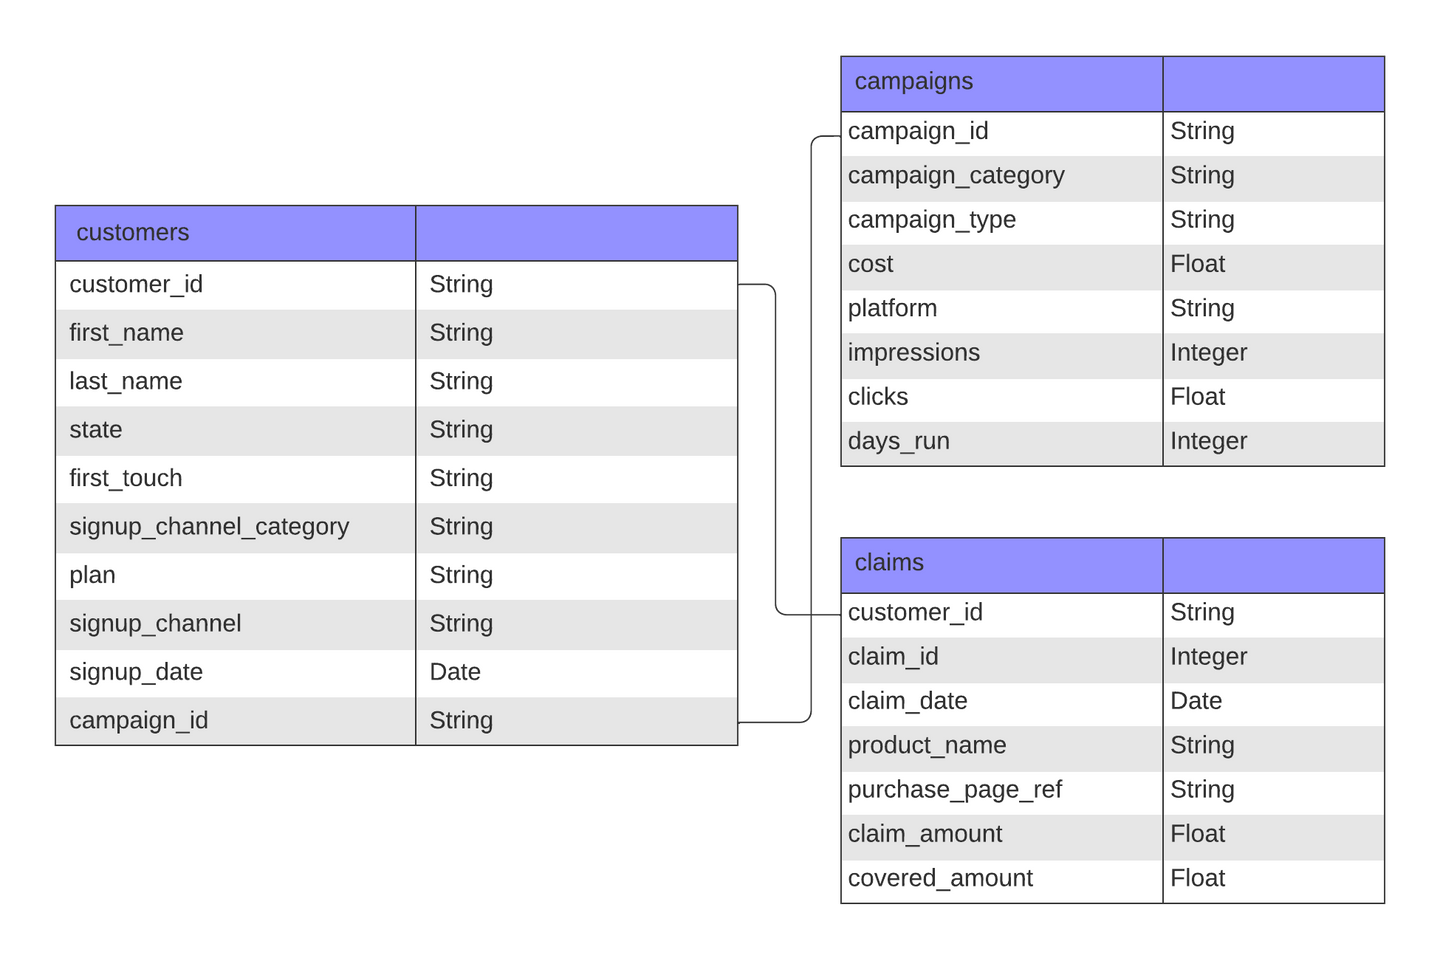 customers
customer_id String
first_name String
last_name String
state String
first_touch String
signup_channel_category String
plan String
signup_channel String
signup_date Date
campaign_id String
campaigns
campaign_id String
campaign_category String
campaign_type String
cost Float
platform String
impressions Integer
clicks Float
days_run Integer
claims
customer_id String
claim_id Integer
claim_date Date
product_name String
purchase_page_ref String
claim_amount Float
covered_amount Float